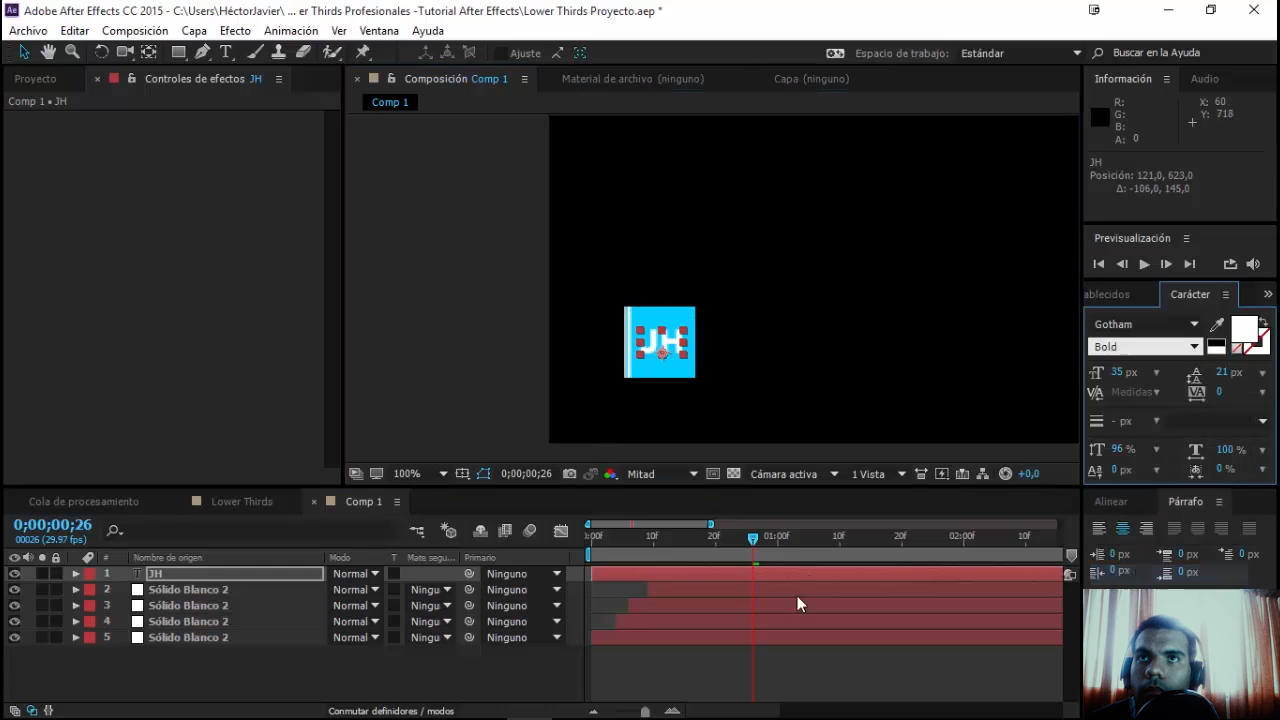 Adobe After Effects CC 2015 - C:\Users\HéctorJavier\ ... er Thirds Profesionales -Tutorial After Effects\Lower Thirds Proyecto.aep *
Archivo Editar Composición Capa Efecto Animación Ver Ventana Ayuda
Ajuste Espacio de trabajo: Estándar Buscar en la Ayuda
Proyecto × Controles de efectos JH × Composición Comp 1 Material de archivo (ninguno) Capa (ninguno) Información Audio
Comp 1 • JH
Comp 1
R: X: 60
G: Y: 718
B:
A: 0
JH
Posición: 121,0, 623,0
Δ: -106,0, 145,0
Previsualización
ablecidos Carácter
Gotham
JH
Bold
35 px 21 px
Medidas 0
- px
96 % 100 %
0 px 0 %
100% 0;00;00;26 Mitad Cámara activa 1 Vista +0,0
Cola de procesamiento Lower Thirds × Comp 1 Alinear Párrafo
0;00;00;26
00026 (29.97 fps)
):00f 10f 20f 01:00f 10f 20f 02:00f 10f
0 px 0 px 0 px
0 px 0 px
# Nombre de origen Modo T Mate segu... Primario
1 T JH Normal Ninguno
2 Sólido Blanco 2 Normal Ningu Ninguno
3 Sólido Blanco 2 Normal Ningu Ninguno
4 Sólido Blanco 2 Normal Ningu Ninguno
5 Sólido Blanco 2 Normal Ningu Ninguno
Conmutar definidores / modos